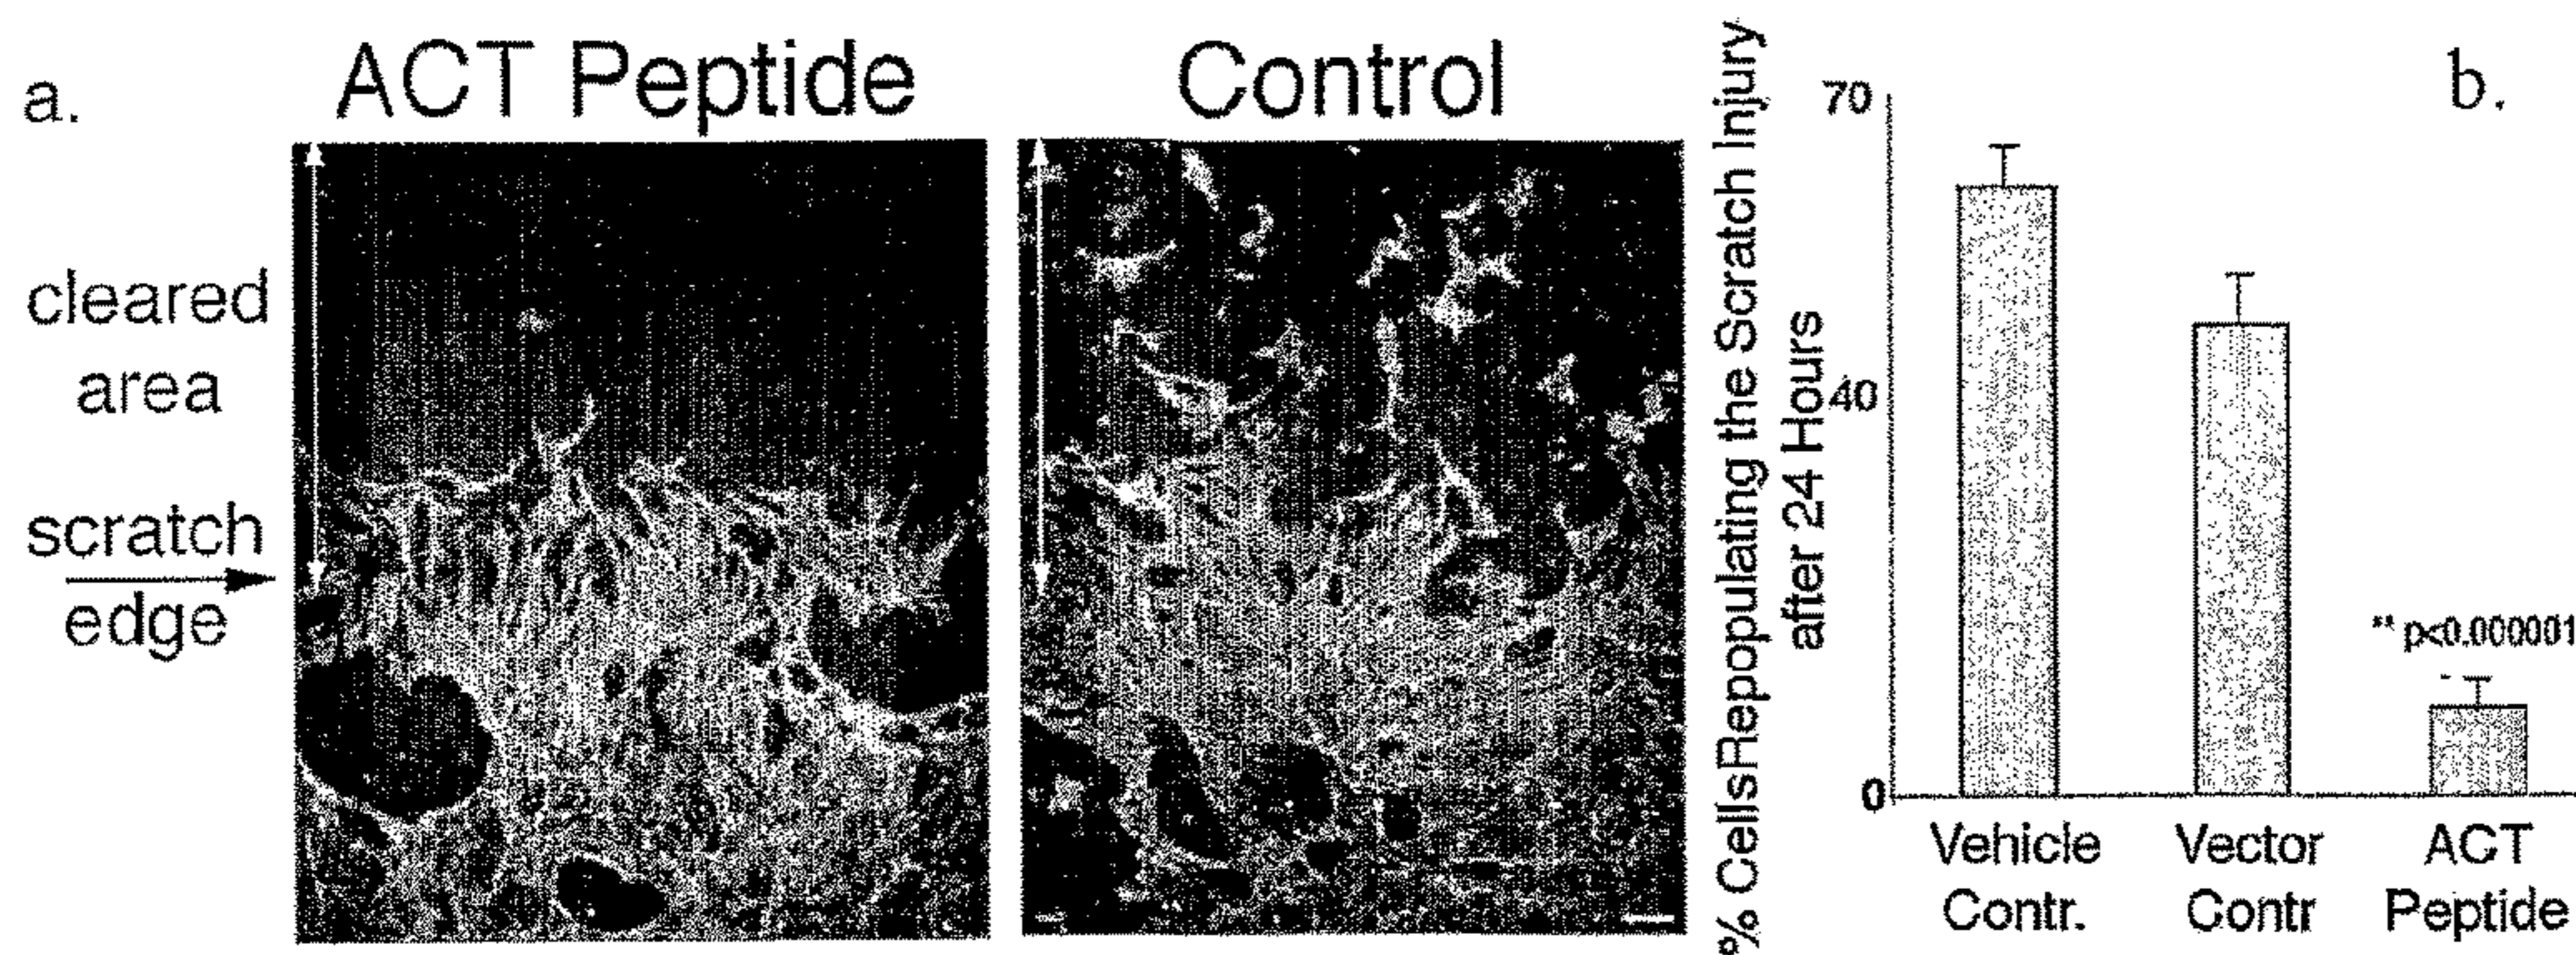 a.
ACT Peptide
Control
cleared
area
scratch
edge
% CellsRepopulating the Scratch Injury
after 24 Hours
b.
70
40
0
** p<0.000001
Vehicle
Contr.
Vector
Contr
ACT
Peptide